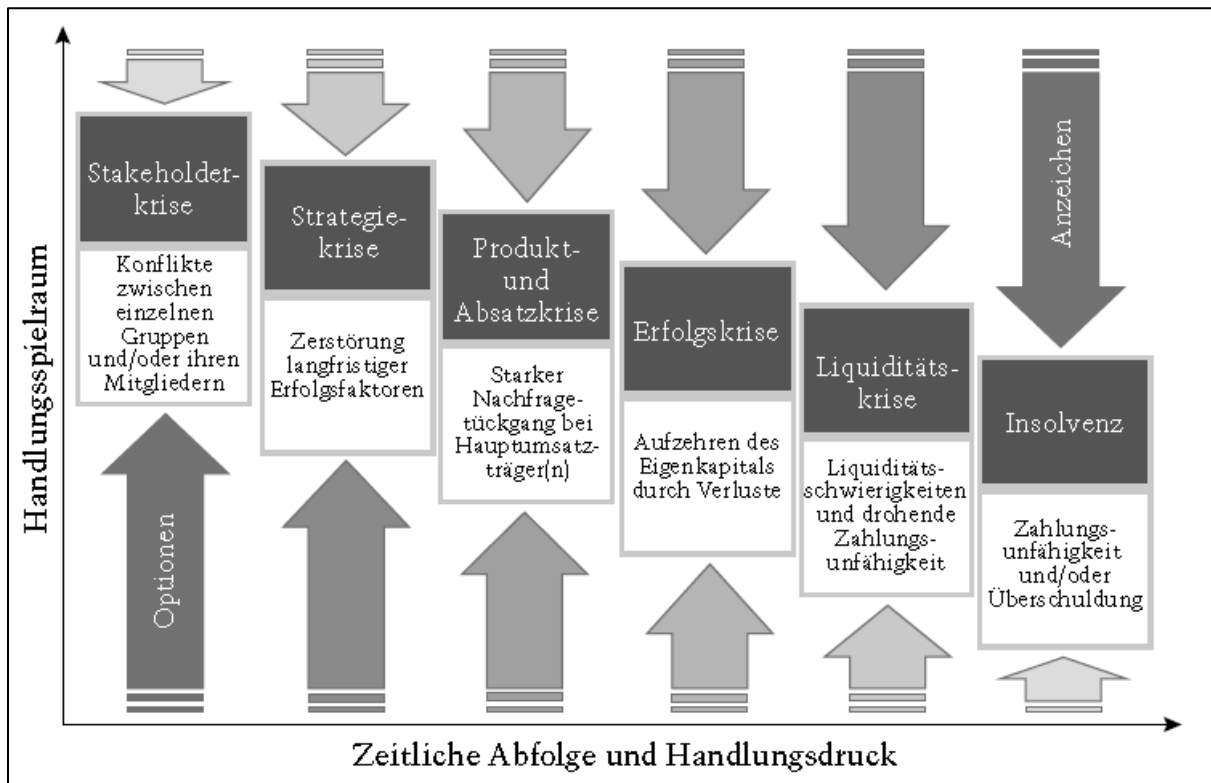 Handlungsspielraum
Stakeholder-
krise
Konflikte
zwischen
einzelnen
Gruppen
und/oder ihren
Mitgliedern
Optionen
Strategie-
krise
Zerstörung
langfristiger
Erfolgsfaktoren
Produkt-
und
Absatzkrise
Starker
Nachfrage-
tückgang bei
Hauptumsatz-
träger(n)
Erfolgskrise
Aufzehren des
Eigenkapitals
durch Verluste
Liquiditäts-
krise
Liquiditäts-
schwierigkeiten
und drohende
Zahlungs-
unfähigkeit
Anzeichen
Insolvenz
Zahlungs-
unfähigkeit
und/oder
Überschuldung
Zeitliche Abfolge und Handlungsdruck